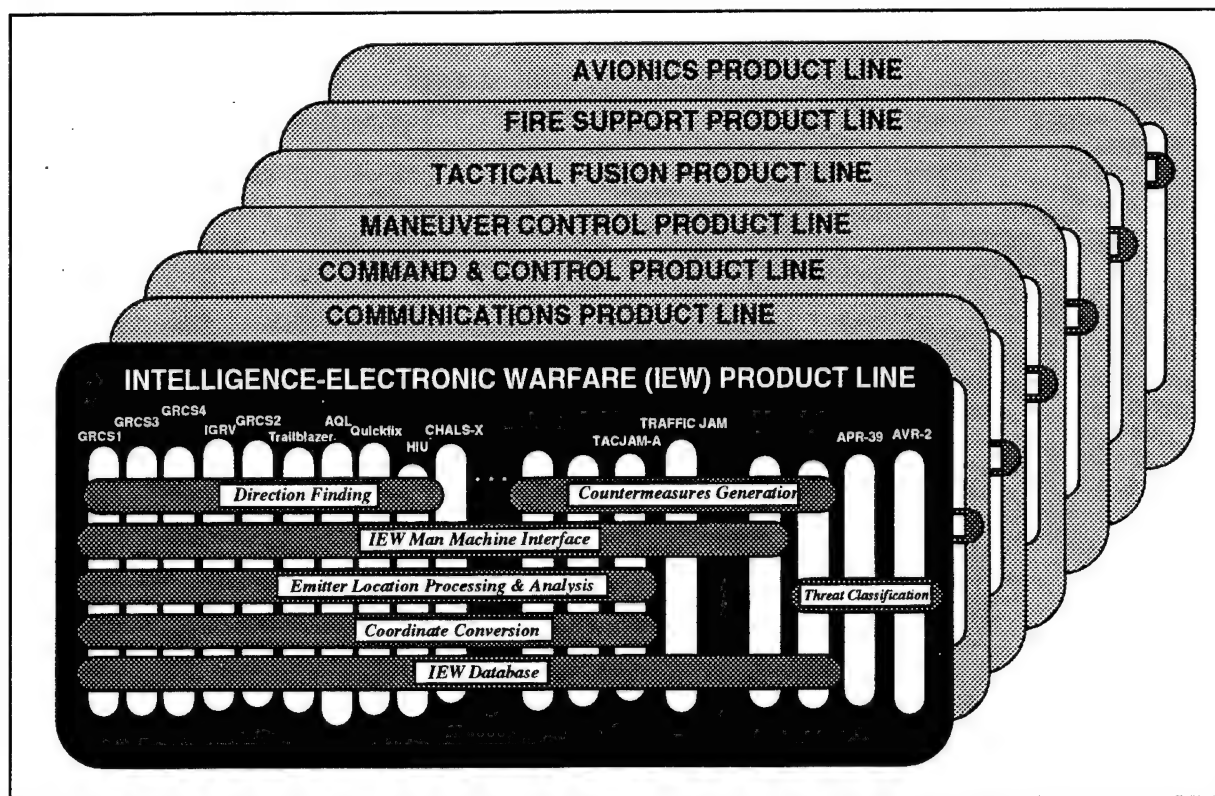 AVIONICS PRODUCT LINE
FIRE SUPPORT PRODUCT LINE
TACTICAL FUSION PRODUCT LINE
MANEUVER CONTROL PRODUCT LINE
COMMAND & CONTROL PRODUCT LINE
COMMUNICATIONS PRODUCT LINE
INTELLIGENCE-ELECTRONIC WARFARE (IEW) PRODUCT LINE
GRCS1
GRCS3
GRCS4
IGRV
GRCS2
Trailblazer
AQL
Quickfix
HIU
CHALS-X
...
TACJAM-A
TRAFFIC JAM
APR-39
AVR-2
Direction Finding
Countermeasures Generation
IEW Man Machine Interface
Emitter Location Processing & Analysis
Threat Classification
Coordinate Conversion
IEW Database